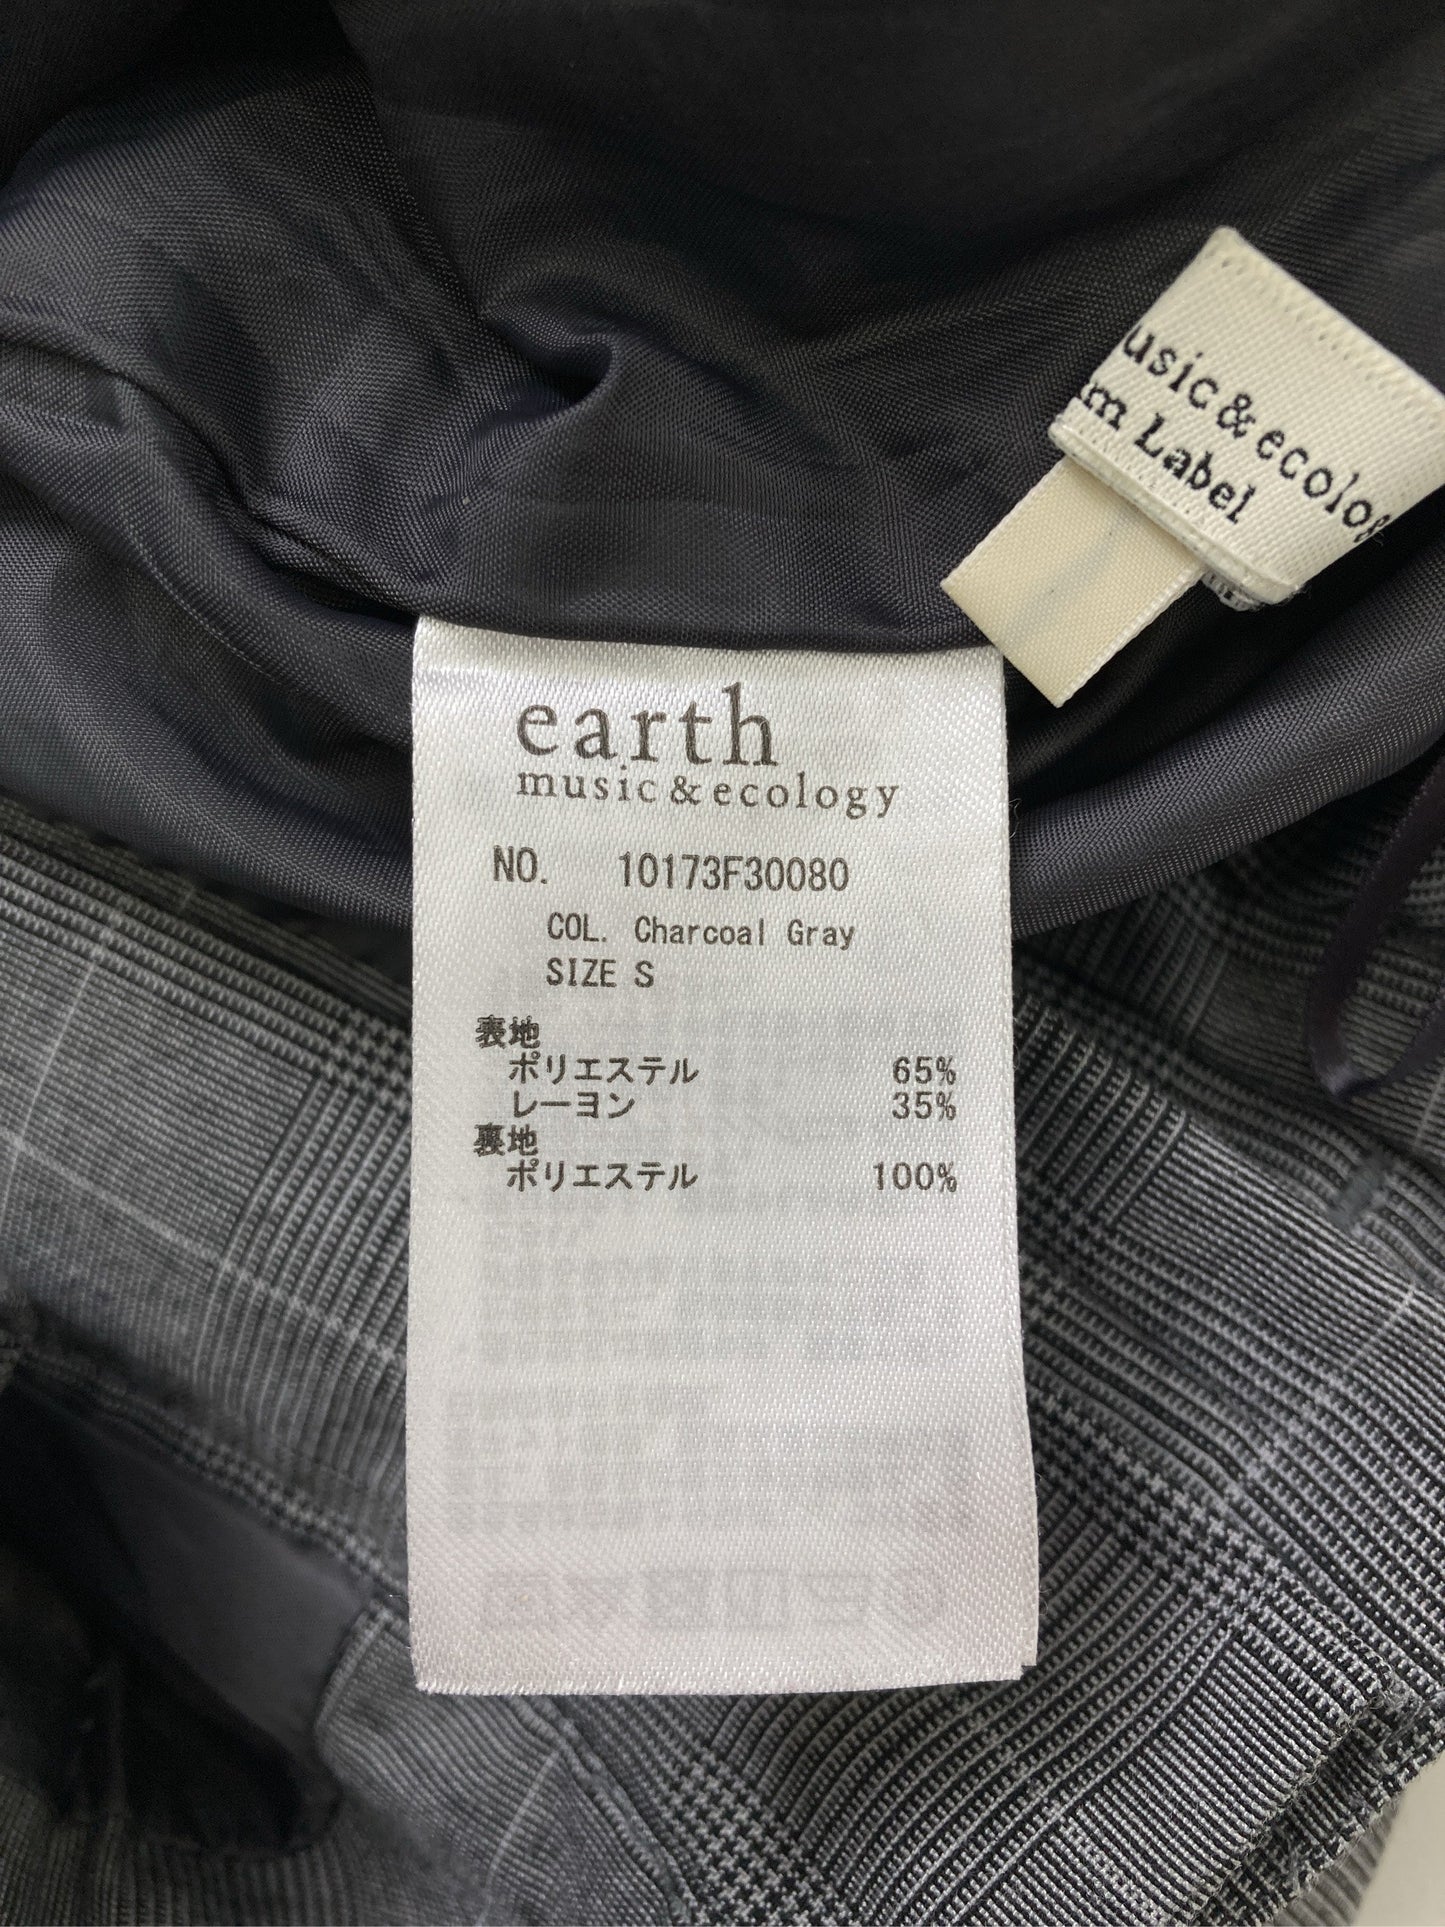 usic & ecology
m Label
earth
music & ecology
NO. 10173F30080
COL. Charcoal Gray
SIZE S
表地
ポリエステル 65%
レーヨン 35%
裏地
ポリエステル 100%